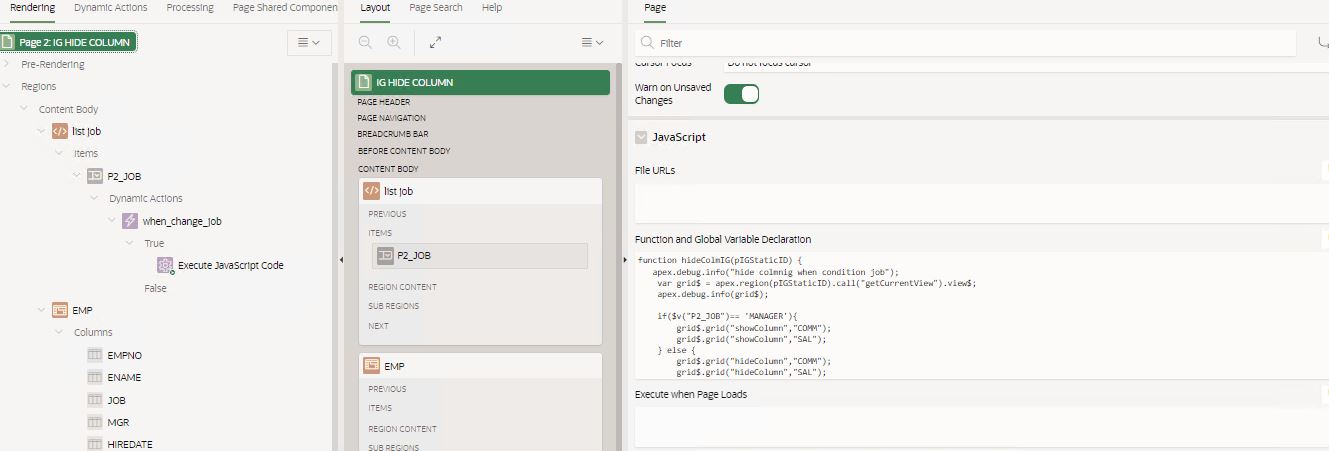 Rendering
Dynamic Actions
Processing
Page Shared Componen
Page 2: IG HIDE COLUMN
Pre-Rendering
Regions
Content Body
list job
Items
P2_JOB
Dynamic Actions
when_change_job
True
Execute JavaScript Code
False
EMP
Columns
EMPNO
ENAME
JOB
MGR
HIREDATE
Layout
Page Search
Help
IG HIDE COLUMN
PAGE HEADER
PAGE NAVIGATION
BREADCRUMB BAR
BEFORE CONTENT BODY
CONTENT BODY
list job
PREVIOUS
ITEMS
P2_JOB
REGION CONTENT
SUB REGIONS
NEXT
EMP
PREVIOUS
ITEMS
REGION CONTENT
SUB REGIONS
Page
Filter
Cursor Focus
Do not focus cursor
Warn on Unsaved
Changes
JavaScript
File URLs
Function and Global Variable Declaration
function hideColmIG(pIGStaticID) {
apex.debug.info("hide colmnig when condition job");
var grid$ = apex.region(pIGStaticID).call("getCurrentView").view$;
apex.debug.info(grid$);
if($v("P2_JOB")== 'MANAGER'){
grid$.grid("showColumn","COMM");
grid$.grid("showColumn","SAL");
} else {
grid$.grid("hideColumn","COMM");
grid$.grid("hideColumn","SAL");
Execute when Page Loads